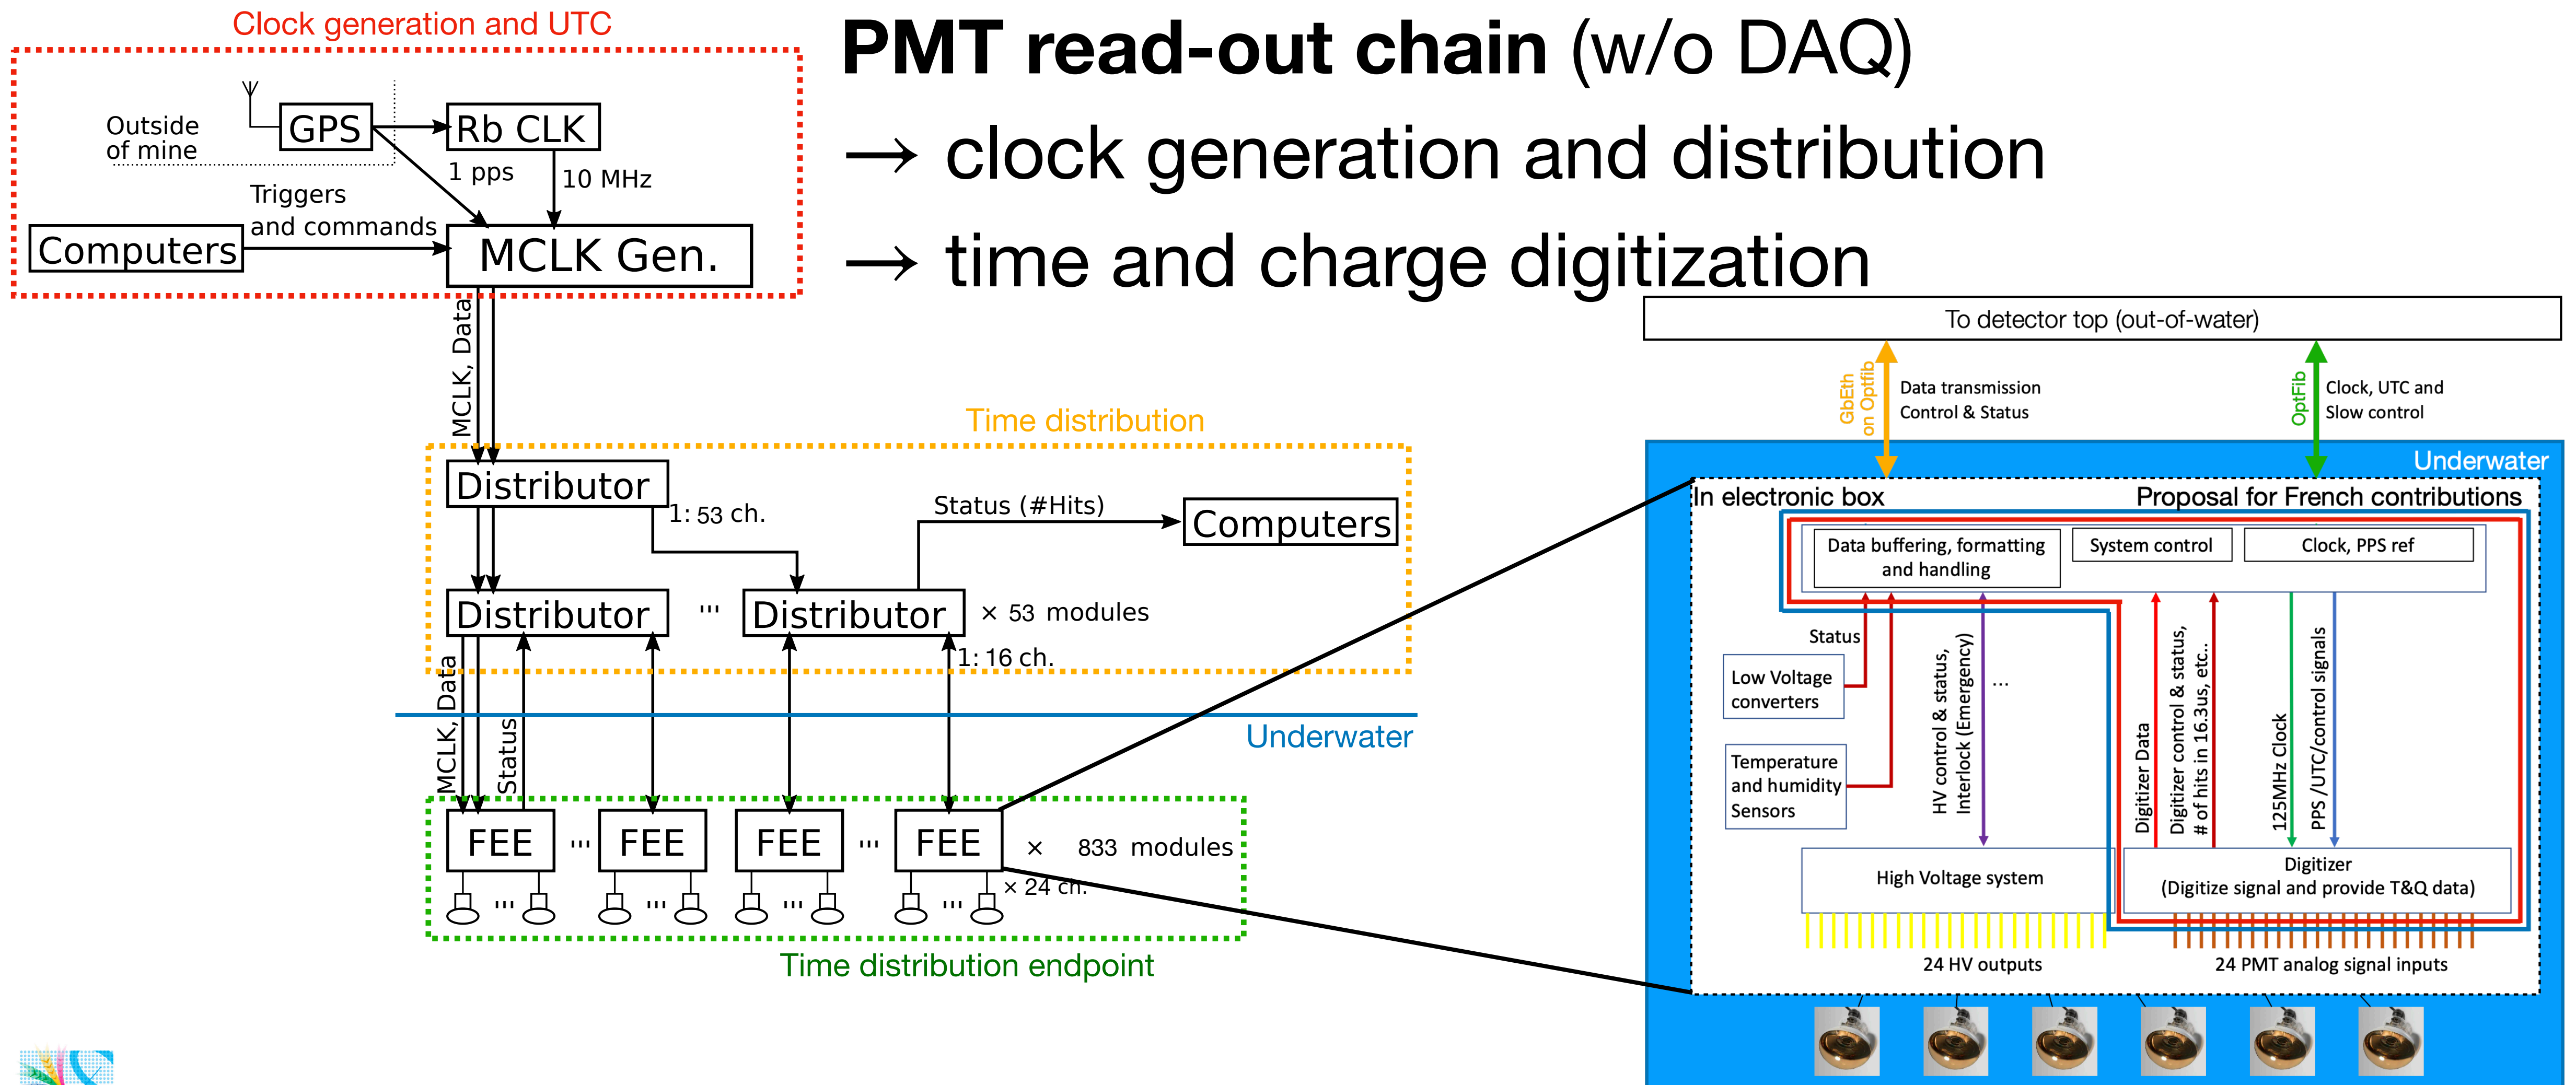 Clock generation and UTC
PMT read-out chain (w/o DAQ)
→ clock generation and distribution
→ time and charge digitization
Outside
of mine
GPS
Rb CLK
1 pps
10 MHz
Triggers
and commands
Computers
MCLK Gen.
MCLK, Data
Time distribution
Distributor
1: 53 ch.
Status (#Hits)
Computers
Distributor
'''
Distributor
× 53 modules
1: 16 ch.
MCLK, Data
Status
Underwater
FEE
'''
FEE
FEE
'''
FEE
× 833 modules
× 24 ch.
'''
'''
'''
'''
Time distribution endpoint
To detector top (out-of-water)
GbEth
on Optfib
Data transmission
Control & Status
OptFib
Clock, UTC and
Slow control
Underwater
In electronic box
Proposal for French contributions
Data buffering, formatting
and handling
System control
Clock, PPS ref
Status
Low Voltage
converters
Temperature
and humidity
Sensors
HV control & status,
Interlock (Emergency)
...
Digitizer Data
Digitizer control & status,
# of hits in 16.3us, etc..
125MHz Clock
PPS /UTC/control signals
High Voltage system
Digitizer
(Digitize signal and provide T&Q data)
24 HV outputs
24 PMT analog signal inputs